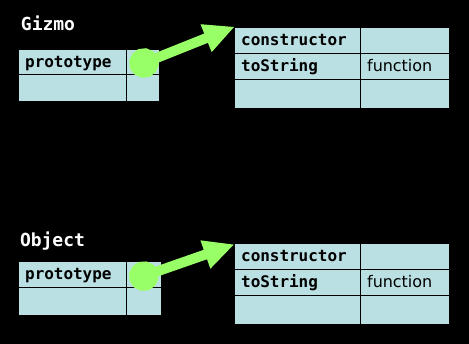 Gizmo
prototype
constructor
toString function
Object
prototype
constructor
toString function